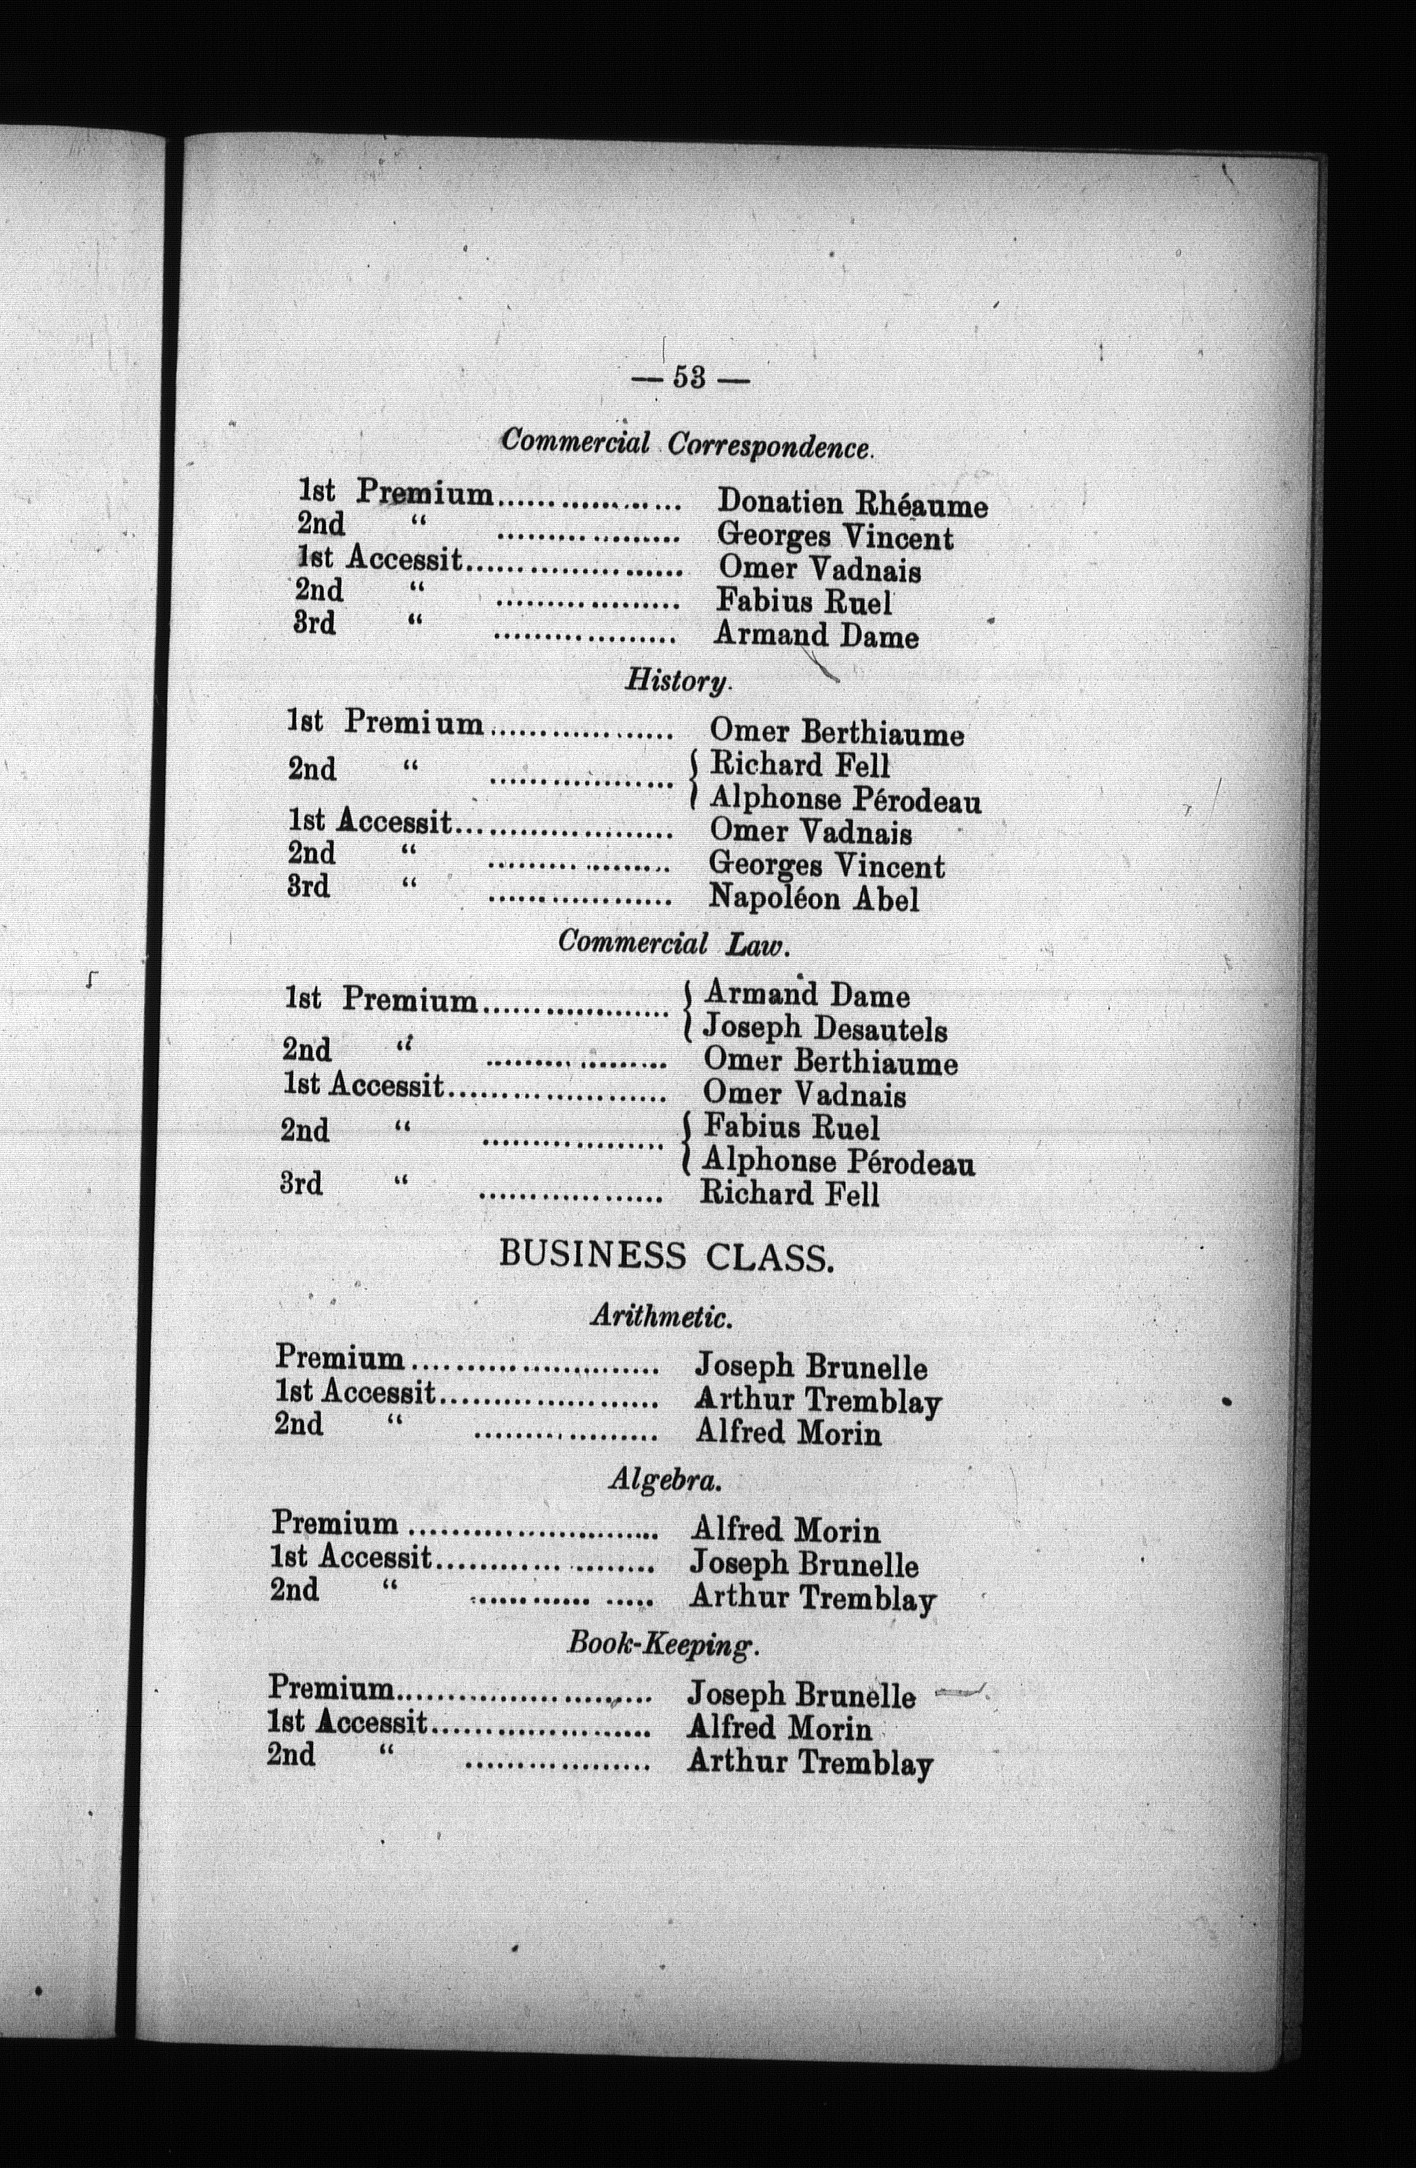 — 53 —
Commercial Correspondence.
1st Premium.................. Donatien Rhéaume
2nd “ .................. Georges Vincent
1st Accessit..................... Omer Vadnais
2nd “ .................. Fabius Ruel
3rd “ .................. Armand Dame
History.
1st Premium.................. Omer Berthiaume
2nd “ .................. { Richard Fell
{ Alphonse Pérodeau
1st Accessit..................... Omer Vadnais
2nd “ .................. Georges Vincent
3rd “ .................. Napoléon Abel
Commercial Law.
1st Premium.................. { Armand Dame
{ Joseph Desautels
2nd “ .................. Omer Berthiaume
1st Accessit..................... Omer Vadnais
2nd “ .................. { Fabius Ruel
{ Alphonse Pérodeau
3rd “ .................. Richard Fell
BUSINESS CLASS.
Arithmetic.
Premium........................ Joseph Brunelle
1st Accessit..................... Arthur Tremblay
2nd “ .................. Alfred Morin
Algebra.
Premium ........................ Alfred Morin
1st Accessit..................... Joseph Brunelle
2nd “ .................. Arthur Tremblay
Book-Keeping.
Premium........................ Joseph Brunelle
1st Accessit..................... Alfred Morin
2nd “ .................. Arthur Tremblay